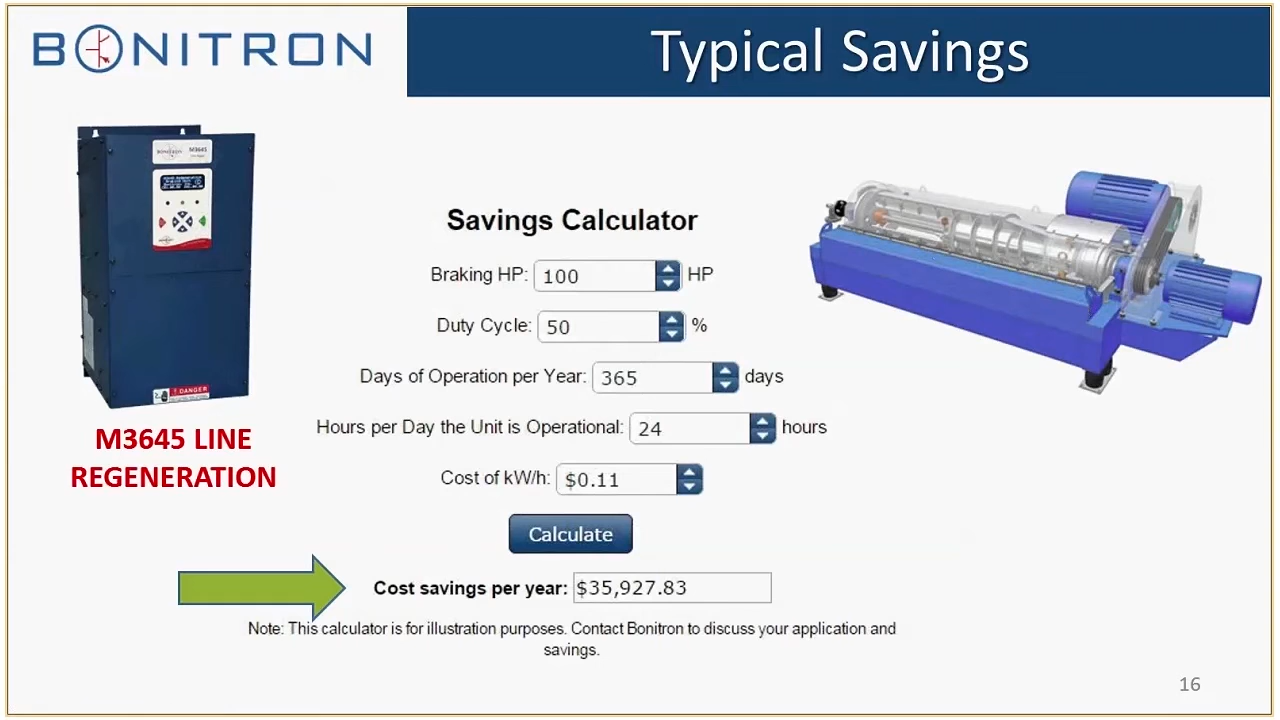 BONITRON
Typical Savings
BONITRON M3645
M3645 LINE
REGENERATION
Savings Calculator
Braking HP: 100 HP
Duty Cycle: 50 %
Days of Operation per Year: 365 days
Hours per Day the Unit is Operational: 24 hours
Cost of kW/h: $0.11
Calculate
Cost savings per year: $35,927.83
Note: This calculator is for illustration purposes. Contact Bonitron to discuss your application and
savings.
DANGER
16